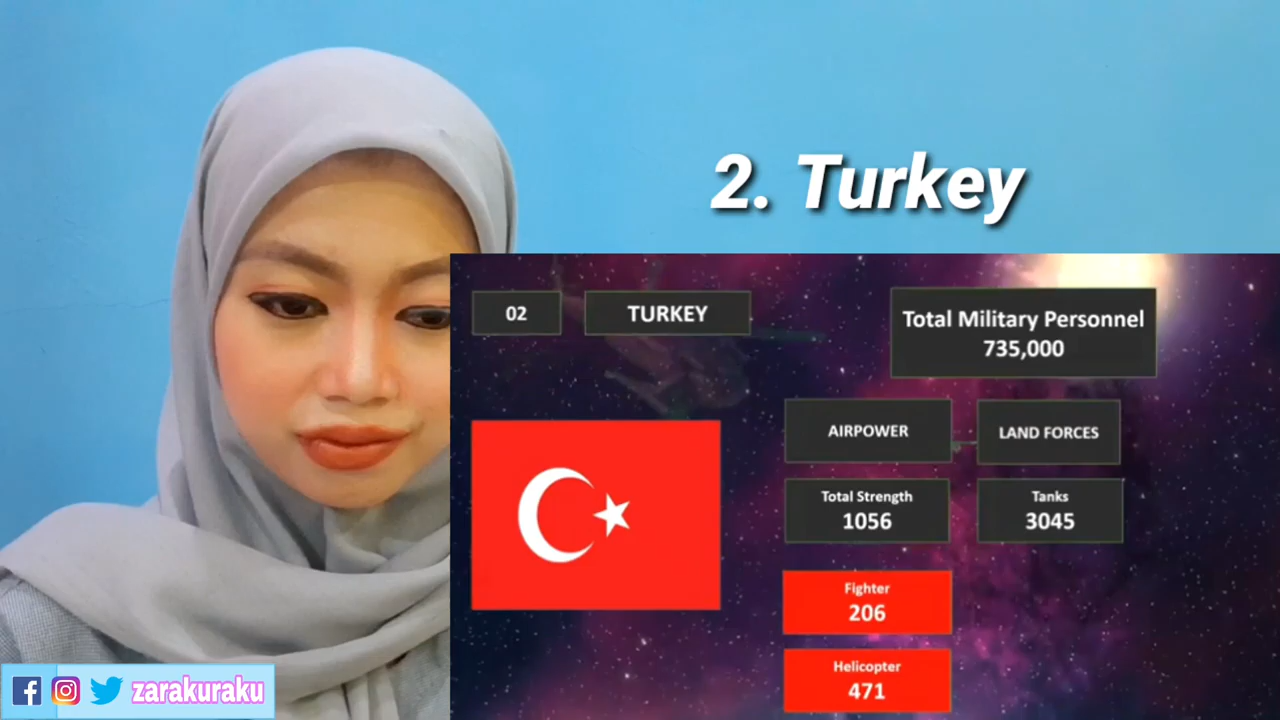 2. Turkey
02
TURKEY
Total Military Personnel
735,000
AIRPOWER
LAND FORCES
Total Strength
1056
Tanks
3045
Fighter
206
Helicopter
471
zarakuraku